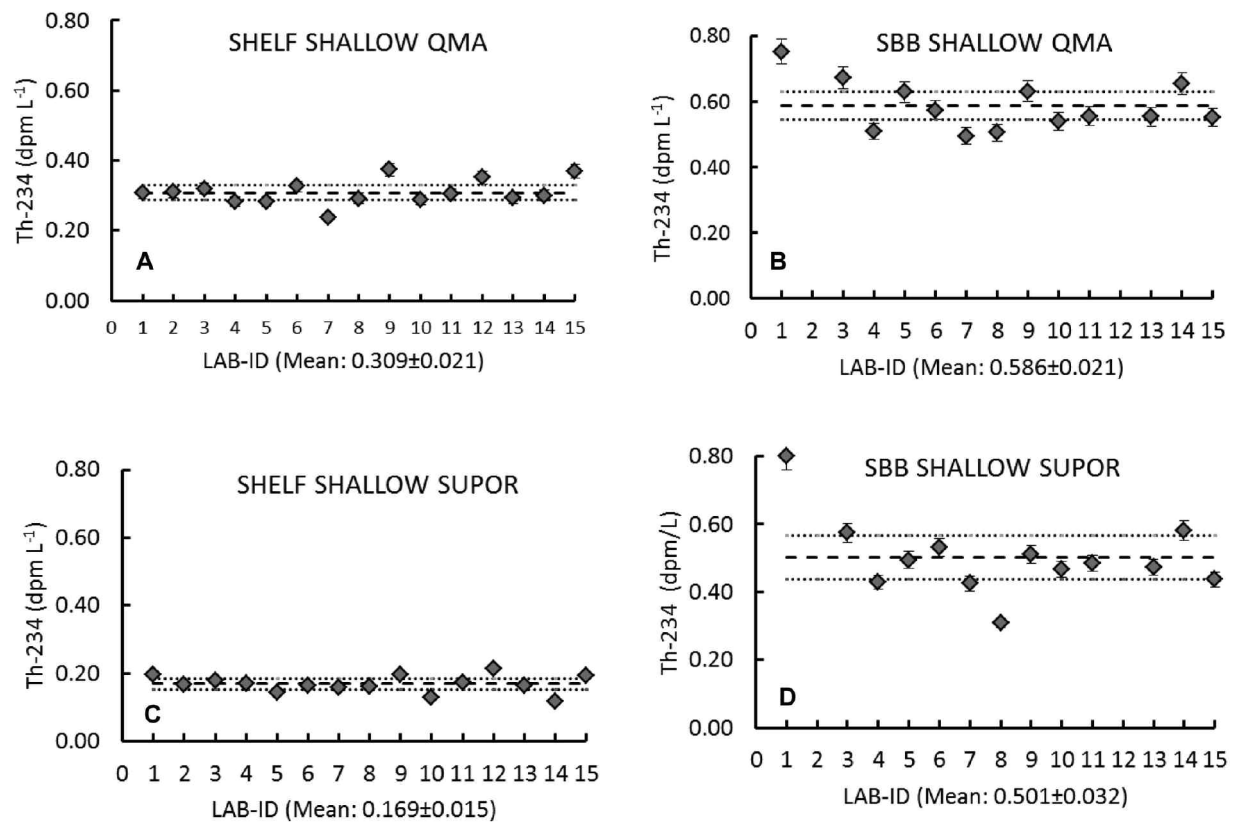 SHELF SHALLOW QMA
Th-234 (dpm L⁻¹)
0.80
0.60
0.40
0.20
0.00
A
0 1 2 3 4 5 6 7 8 9 10 11 12 13 14 15
LAB-ID (Mean: 0.309±0.021)
SBB SHALLOW QMA
Th-234 (dpm L⁻¹)
0.80
0.60
0.40
0.20
0.00
B
0 1 2 3 4 5 6 7 8 9 10 11 12 13 14 15
LAB-ID (Mean: 0.586±0.021)
SHELF SHALLOW SUPOR
Th-234 (dpm L⁻¹)
0.80
0.60
0.40
0.20
0.00
C
0 1 2 3 4 5 6 7 8 9 10 11 12 13 14 15
LAB-ID (Mean: 0.169±0.015)
SBB SHALLOW SUPOR
Th-234 (dpm/L)
0.80
0.60
0.40
0.20
0.00
D
0 1 2 3 4 5 6 7 8 9 10 11 12 13 14 15
LAB-ID (Mean: 0.501±0.032)